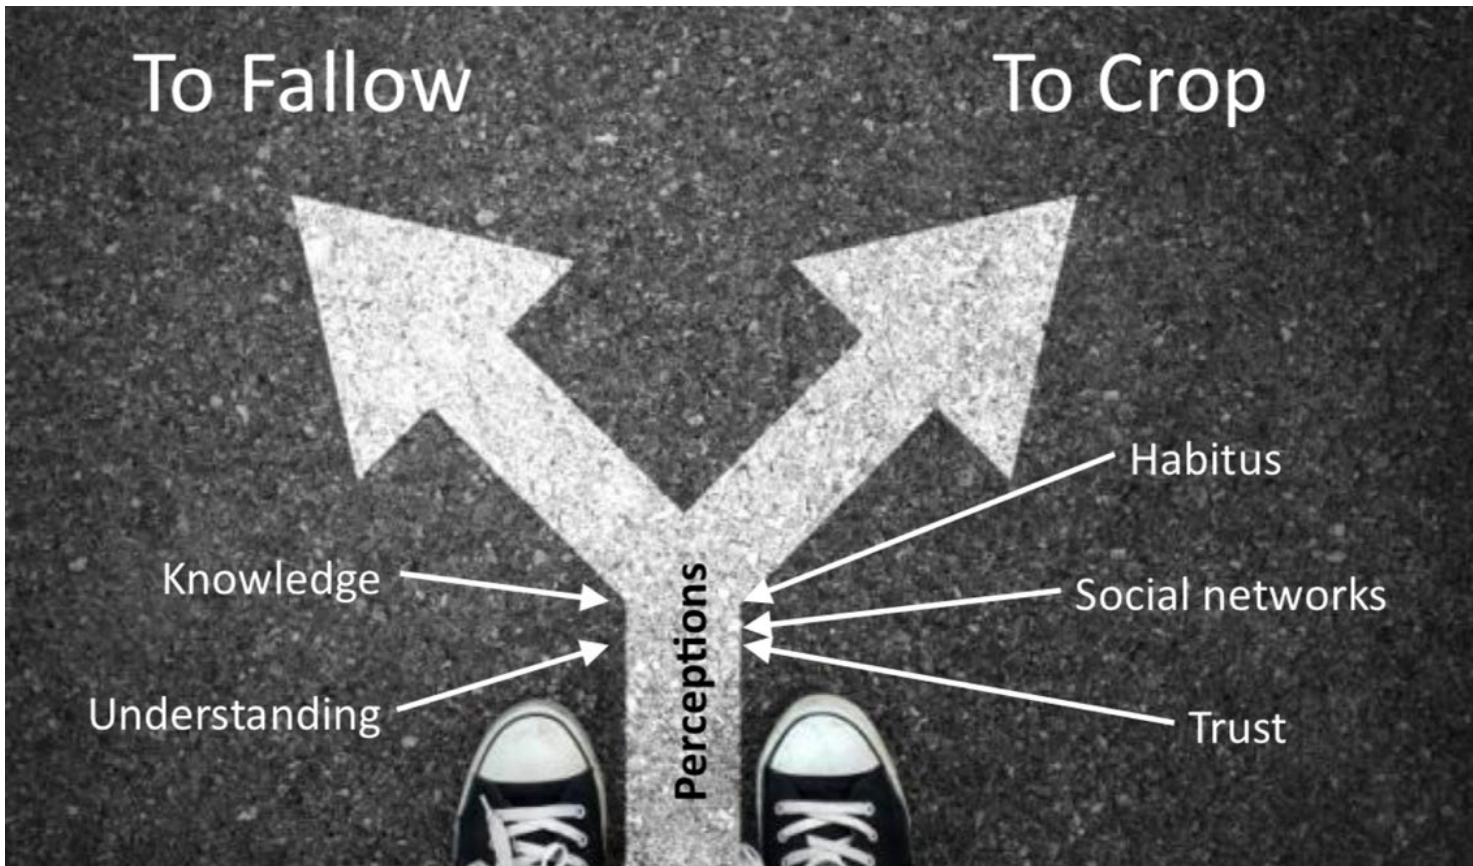 To Fallow
To Crop
Habitus
Knowledge
Social networks
Perceptions
Understanding
Trust